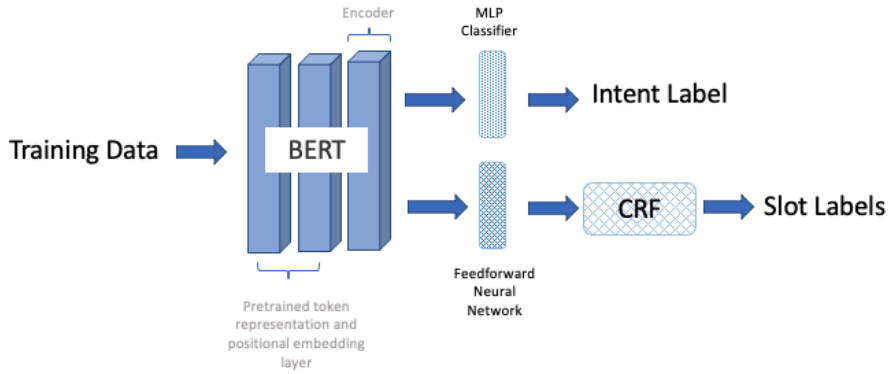 Encoder
MLP
Classifier
Training Data
BERT
Intent Label
CRF
Slot Labels
Feedforward
Neural
Network
Pretrained token
representation and
positional embedding
layer